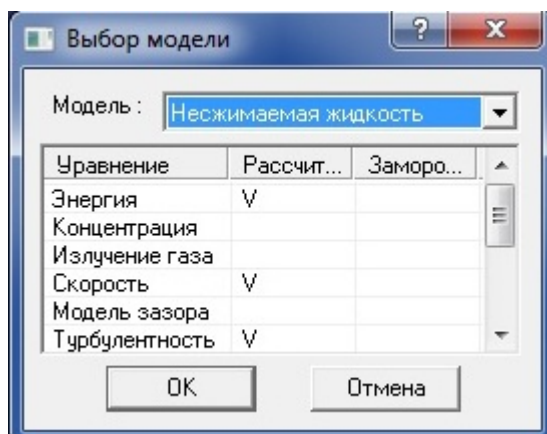 Выбор модели
Модель : Несжимаемая жидкость
Уравнение Рассчит... Заморо...
Энергия V
Концентрация
Излучение газа
Скорость V
Модель зазора
Турбулентность V
OK Отмена